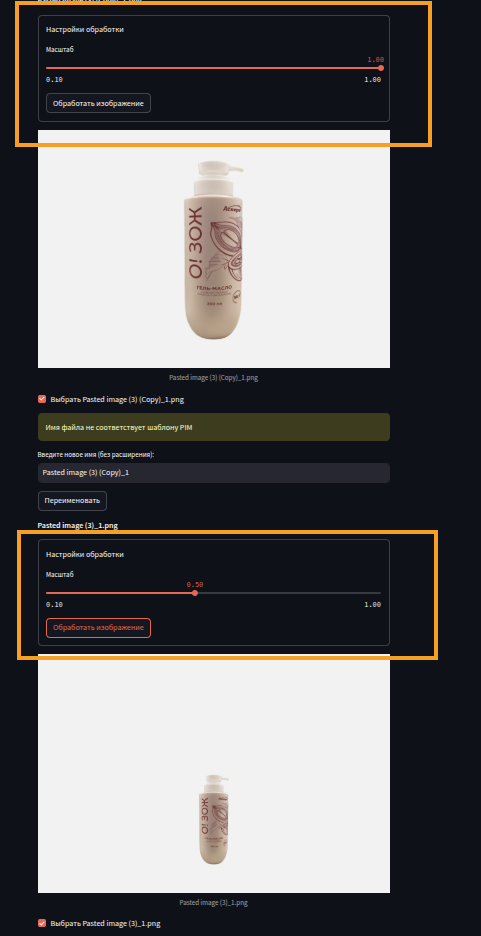 Настройки обработки
Масштаб
1.00
0.10 1.00
Обработать изображение
О! ЗОЖ
ГЕЛЬ-МАСЛО
Pasted image (3) (Copy)_1.png
Выбрать Pasted image (3) (Copy)_1.png
Имя файла не соответствует шаблону PIM
Введите новое имя (без расширения):
Pasted image (3) (Copy)_1
Переименовать
Pasted image (3)_1.png
Настройки обработки
Масштаб
0.50
0.10 1.00
Обработать изображение
О! ЗОЖ
Pasted image (3)_1.png
Выбрать Pasted image (3)_1.png